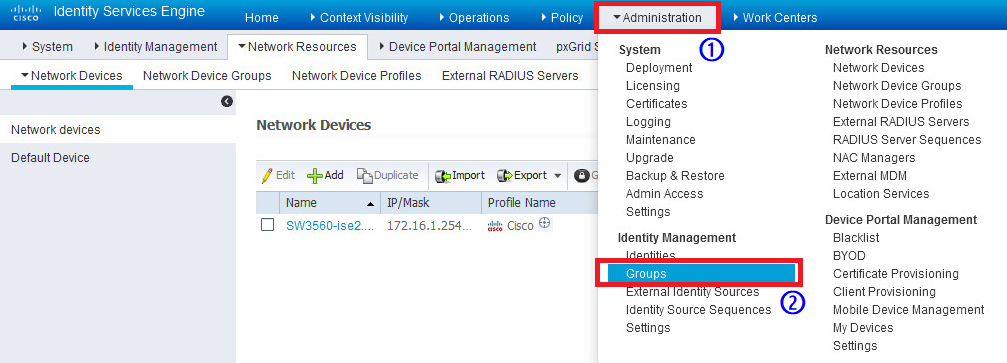 cisco Identity Services Engine Home Context Visibility Operations Policy Administration Work Centers
System Identity Management Network Resources Device Portal Management pxGrid S
1
Network Devices Network Device Groups Network Device Profiles External RADIUS Servers
Network devices
Default Device
Network Devices
Edit Add Duplicate Import Export G
Name IP/Mask Profile Name
SW3560-ise2.... 172.16.1.254... cisco Cisco
System
Deployment
Licensing
Certificates
Logging
Maintenance
Upgrade
Backup & Restore
Admin Access
Settings
Identity Management
Identities
Groups
External Identity Sources
2
Identity Source Sequences
Settings
Network Resources
Network Devices
Network Device Groups
Network Device Profiles
External RADIUS Servers
RADIUS Server Sequences
NAC Managers
External MDM
Location Services
Device Portal Management
Blacklist
BYOD
Certificate Provisioning
Client Provisioning
Mobile Device Management
My Devices
Settings